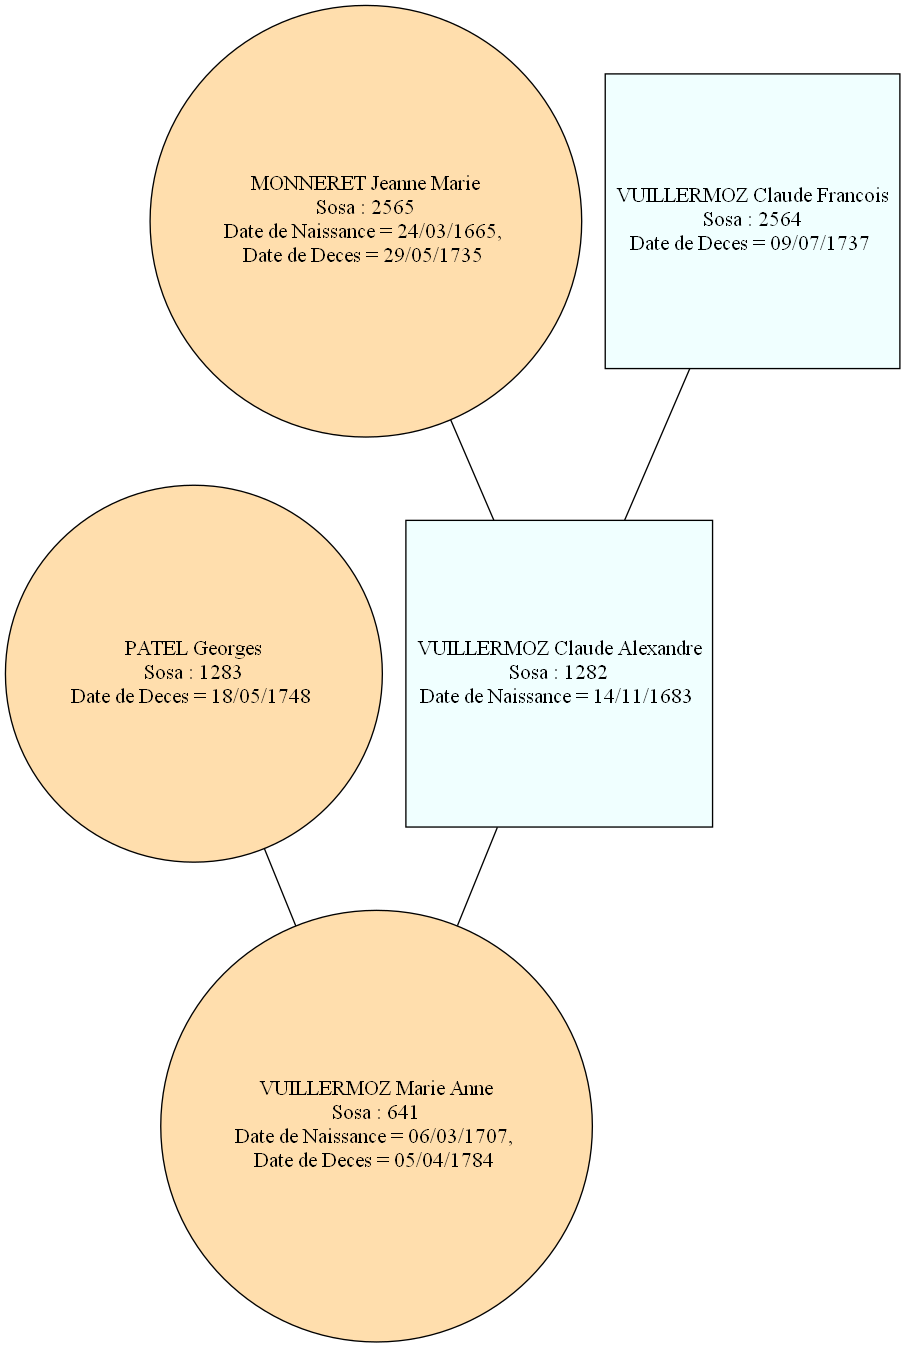 MONNERET Jeanne Marie
Sosa : 2565
Date de Naissance = 24/03/1665,
Date de Deces = 29/05/1735
VUILLERMOZ Claude Francois
Sosa : 2564
Date de Deces = 09/07/1737
PATEL Georges
Sosa : 1283
Date de Deces = 18/05/1748
VUILLERMOZ Claude Alexandre
Sosa : 1282
Date de Naissance = 14/11/1683
VUILLERMOZ Marie Anne
Sosa : 641
Date de Naissance = 06/03/1707,
Date de Deces = 05/04/1784